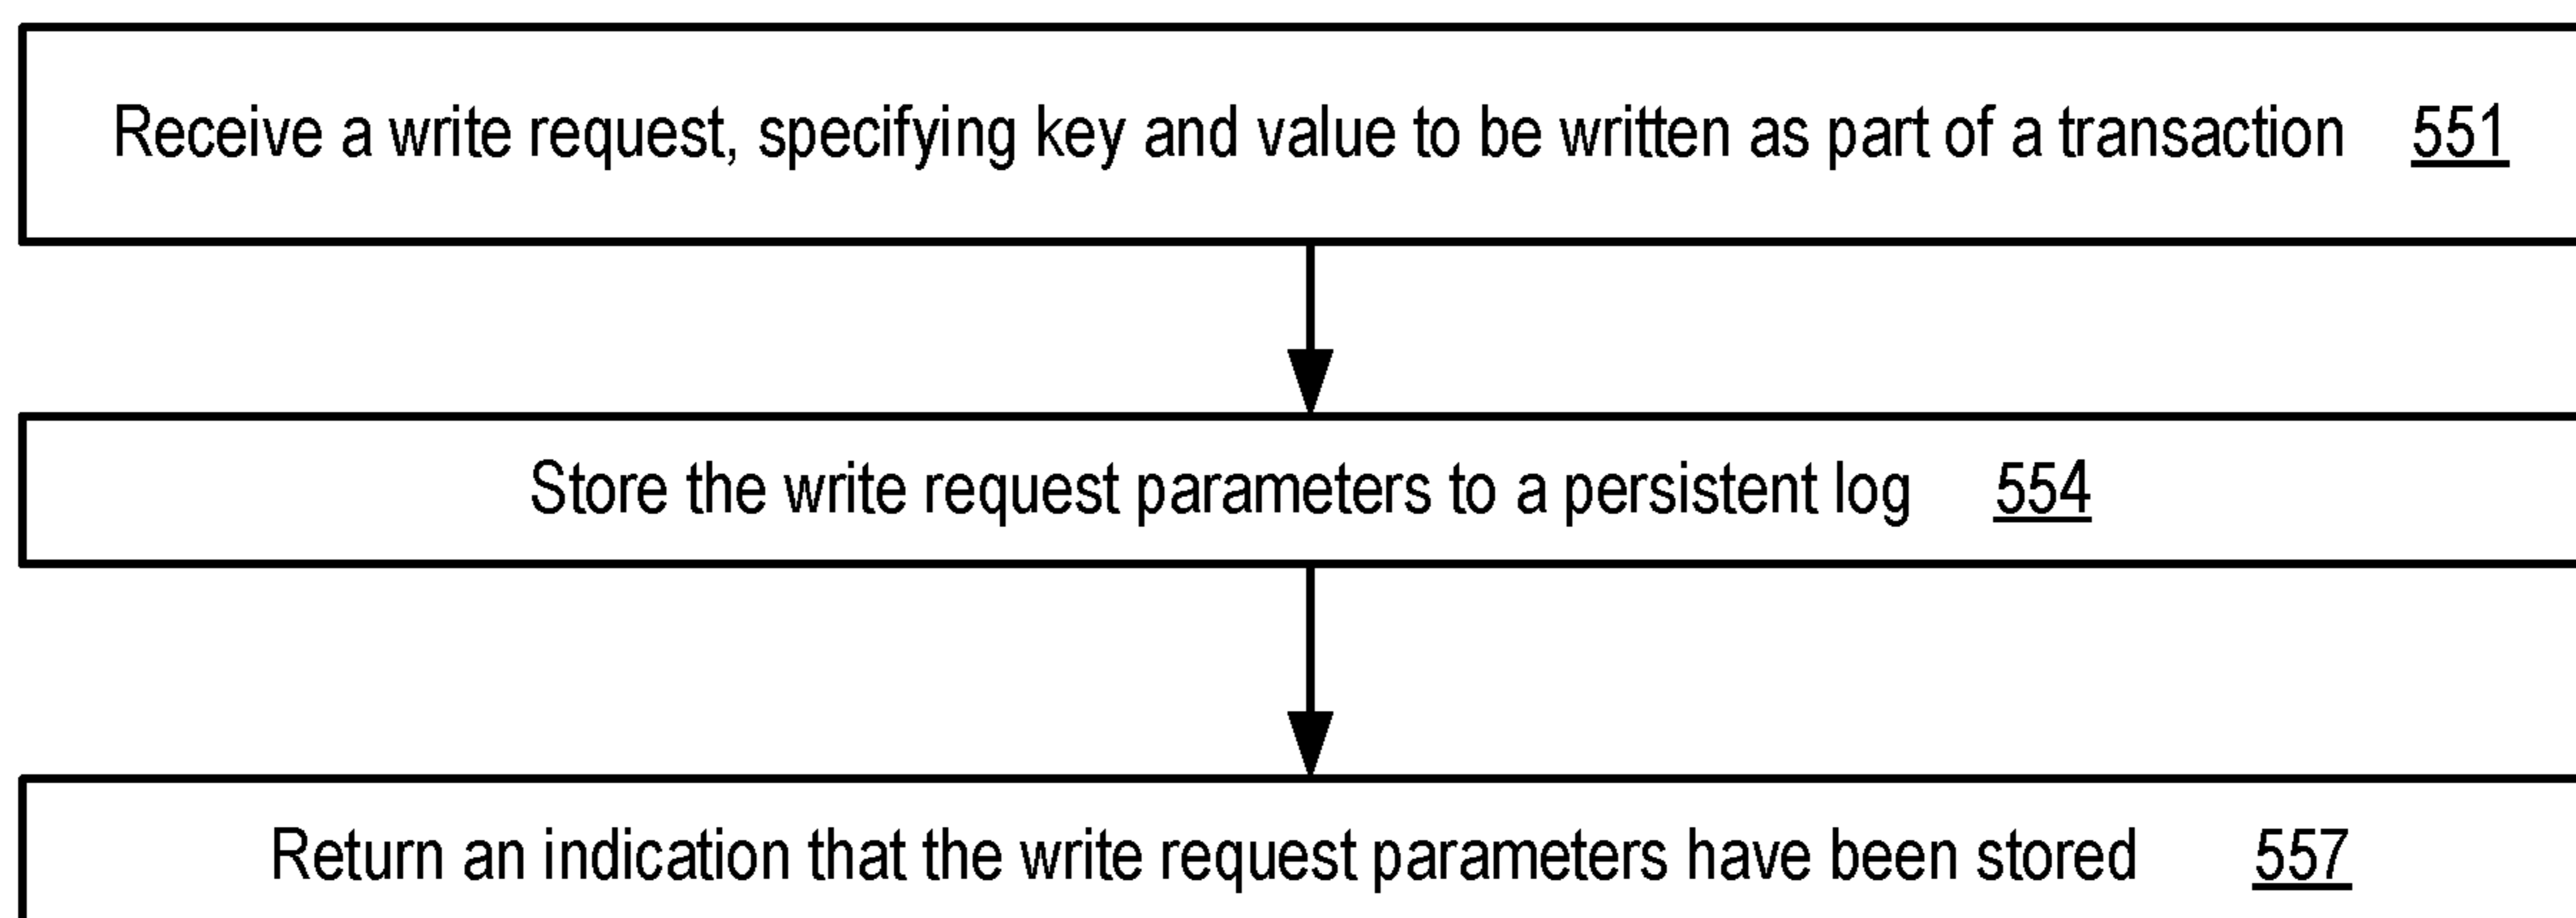 Receive a write request, specifying key and value to be written as part of a transaction 551
Store the write request parameters to a persistent log 554
Return an indication that the write request parameters have been stored 557